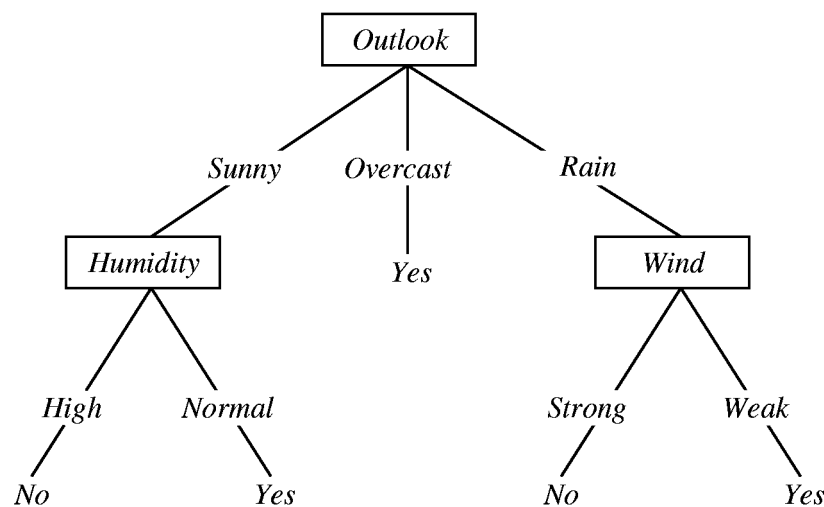 Outlook
Sunny Overcast Rain
Humidity Yes Wind
High Normal Strong Weak
No Yes No Yes